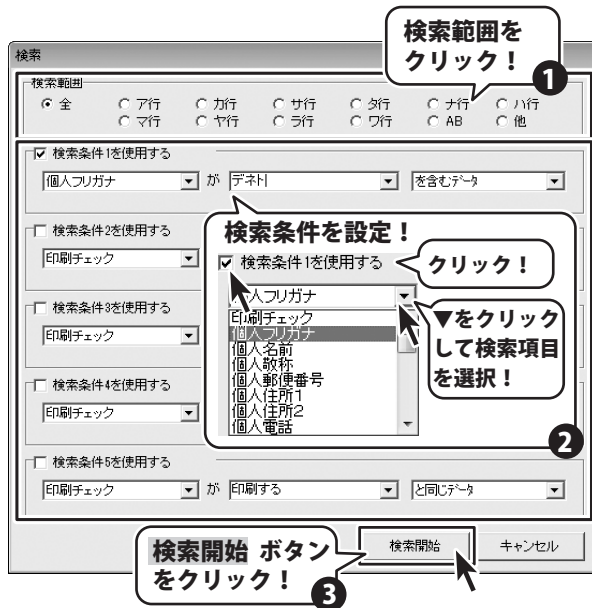 検索範囲を
クリック！
1
検索
検索範囲
全 ア行 カ行 サ行 タ行 ナ行 ハ行
マ行 ヤ行 ラ行 ワ行 AB 他
検索条件1を使用する
個人フリガナ が デネト を含むデータ
検索条件2を使用する
印刷チェック
検索条件3を使用する
印刷チェック
検索条件4を使用する
印刷チェック
検索条件を設定！
検索条件1を使用する
クリック！
個人フリガナ
印刷チェック
個人フリガナ
個人名前
個人敬称
個人郵便番号
個人住所1
個人住所2
個人電話
▼をクリック
して検索項目
を選択！
2
検索条件5を使用する
印刷チェック が 印刷する と同じデータ
検索開始 キャンセル
検索開始 ボタン
をクリック！
3